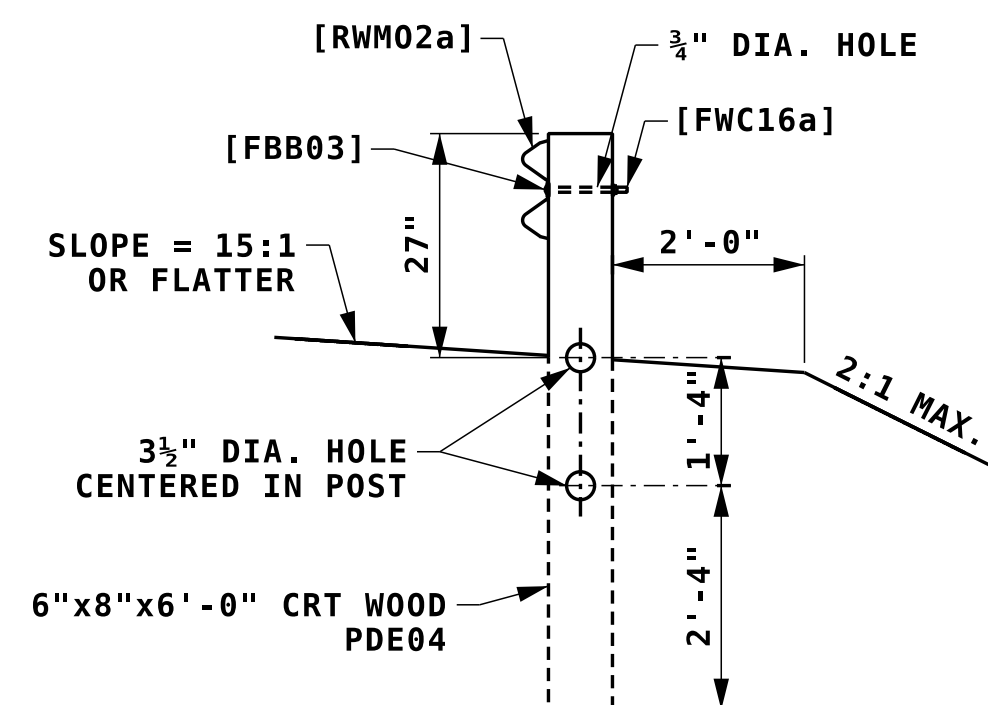 [RWMO2a]
¾" DIA. HOLE
[FWC16a]
[FBB03]
27"
2'-0"
SLOPE = 15:1
OR FLATTER
2:1 MAX.
1'-4"
3½" DIA. HOLE
CENTERED IN POST
2'-4"
6"x8"x6'-0" CRT WOOD
PDE04